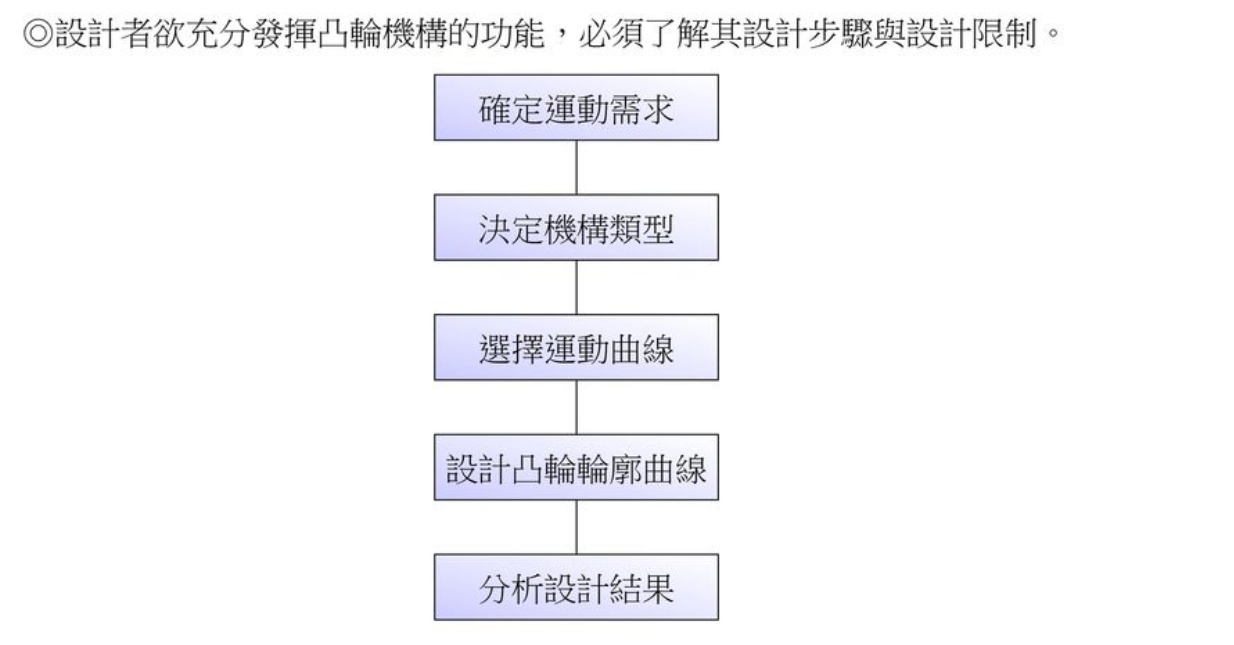 ◎設計者欲充分發揮凸輪機構的功能，必須了解其設計步驟與設計限制。
確定運動需求
決定機構類型
選擇運動曲線
設計凸輪輪廓曲線
分析設計結果